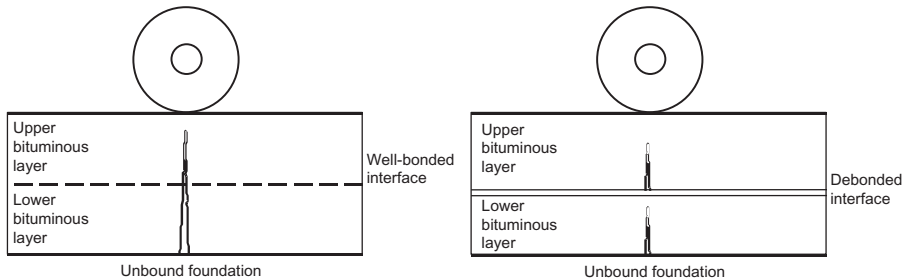 Upper
bituminous
layer
Well-bonded
interface
Lower
bituminous
layer
Unbound foundation
Upper
bituminous
layer
Debonded
interface
Lower
bituminous
layer
Unbound foundation